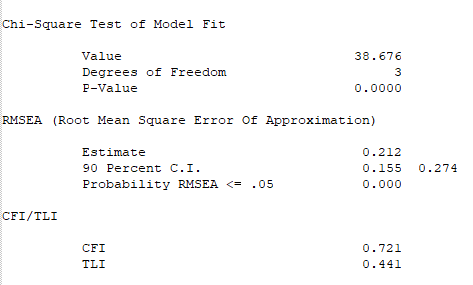 Chi-Square Test of Model Fit
Value 38.676
Degrees of Freedom 3
P-Value 0.0000
RMSEA (Root Mean Square Error Of Approximation)
Estimate 0.212
90 Percent C.I. 0.155 0.274
Probability RMSEA <= .05 0.000
CFI/TLI
CFI 0.721
TLI 0.441